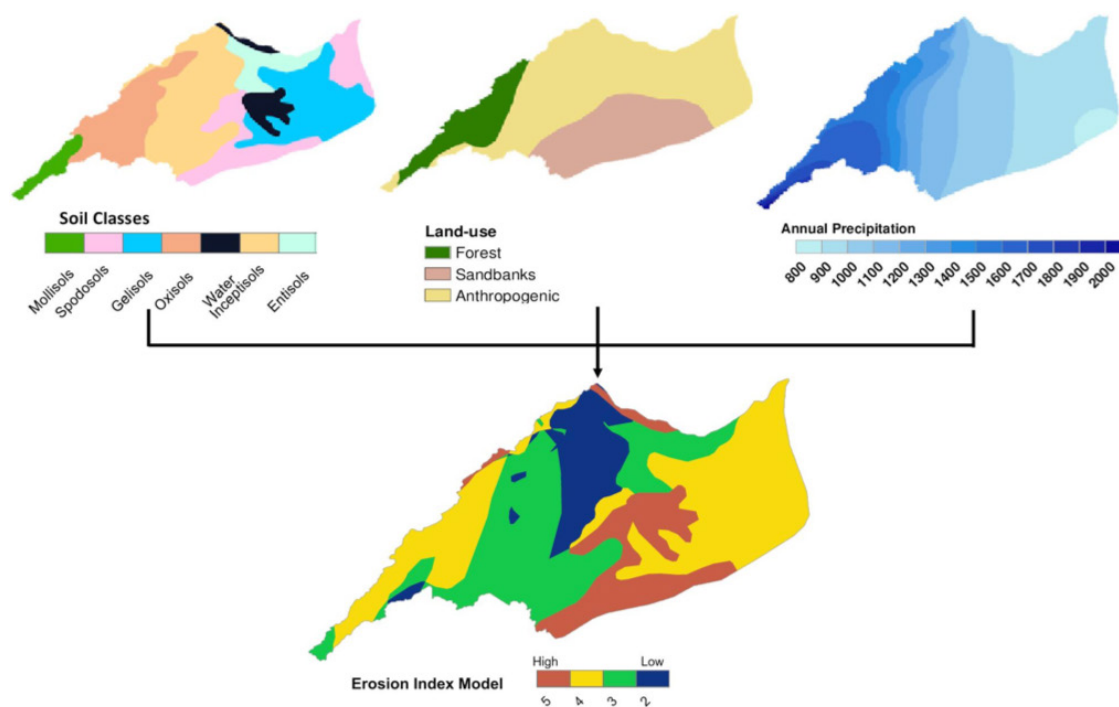 Soil Classes
Mollisols
Spodosols
Gelisols
Oxisols
Water
Inceptisols
Entisols
Land-use
Forest
Sandbanks
Anthropogenic
Annual Precipitation
800
900
1000
1100
1200
1300
1400
1500
1600
1700
1800
1900
2000
High
Low
Erosion Index Model
5
4
3
2